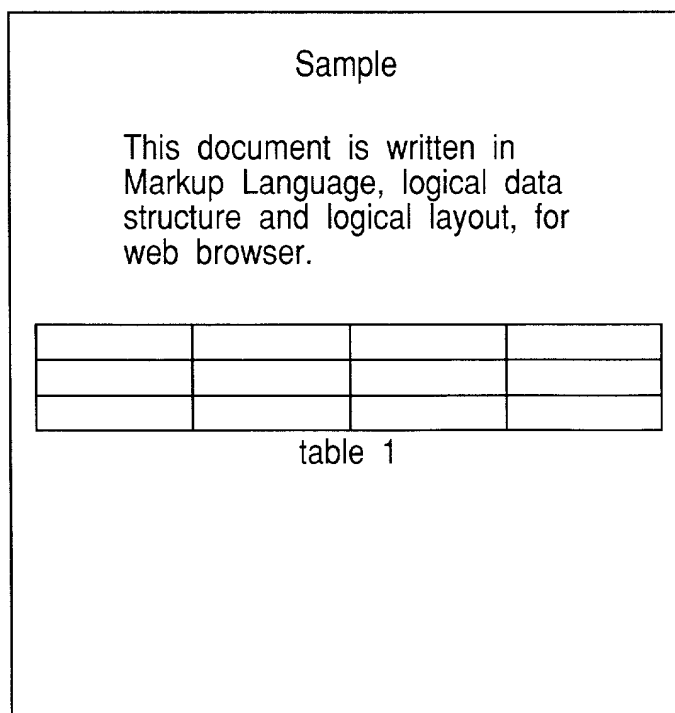 Sample
This document is written in
Markup Language, logical data
structure and logical layout, for
web browser.
table 1